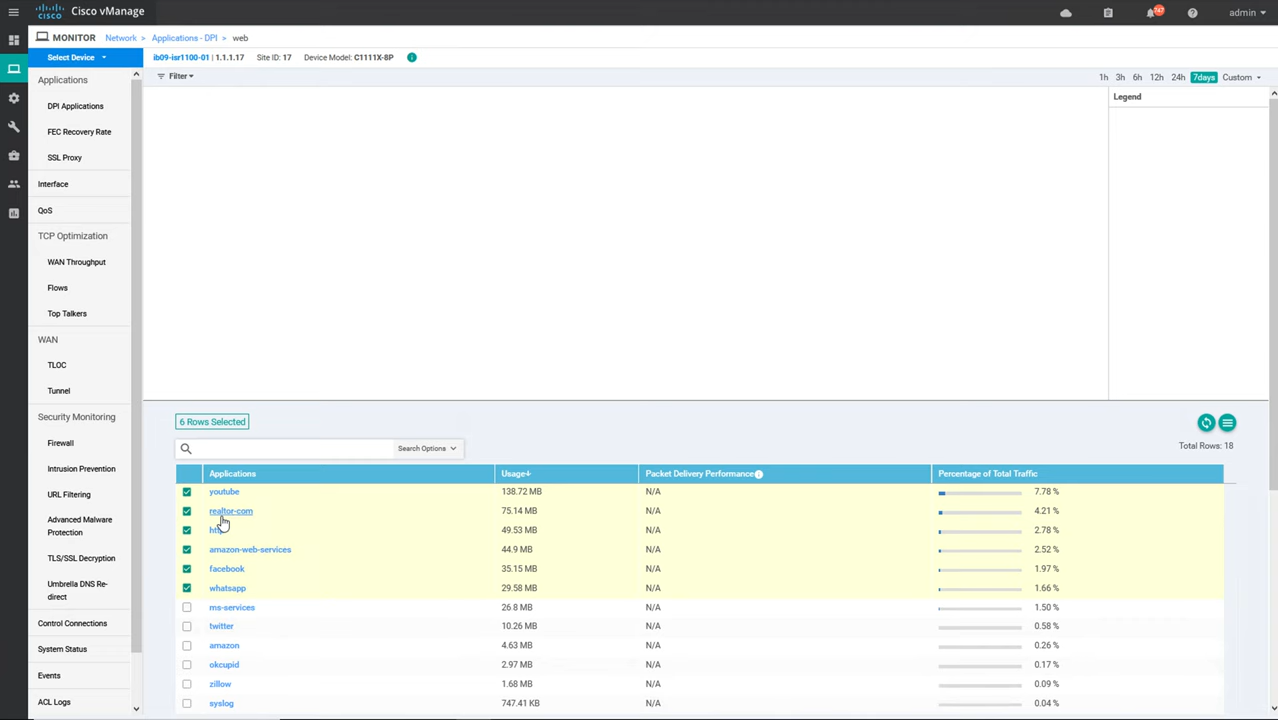 CISCO Cisco vManage
747
admin
MONITOR Network > Applications - DPI > web
Select Device
ib09-isr1100-01 | 1.1.1.17 Site ID: 17 Device Model: C1111X-8P
Filter
1h 3h 6h 12h 24h 7days Custom
Legend
Applications
DPI Applications
FEC Recovery Rate
SSL Proxy
Interface
QoS
TCP Optimization
WAN Throughput
Flows
Top Talkers
WAN
TLOC
Tunnel
Security Monitoring
Firewall
Intrusion Prevention
URL Filtering
Advanced Malware
Protection
TLS/SSL Decryption
Umbrella DNS Re-
direct
Control Connections
System Status
Events
ACL Logs
6 Rows Selected
Search Options
Total Rows: 18
Applications Usage Packet Delivery Performance Percentage of Total Traffic
youtube 138.72 MB N/A 7.78 %
realtor-com 75.14 MB N/A 4.21 %
49.53 MB N/A 2.78 %
amazon-web-services 44.9 MB N/A 2.52 %
facebook 35.15 MB N/A 1.97 %
whatsapp 29.58 MB N/A 1.66 %
ms-services 26.8 MB N/A 1.50 %
twitter 10.26 MB N/A 0.58 %
amazon 4.63 MB N/A 0.26 %
okcupid 2.97 MB N/A 0.17 %
zillow 1.68 MB N/A 0.09 %
syslog 747.41 KB N/A 0.04 %